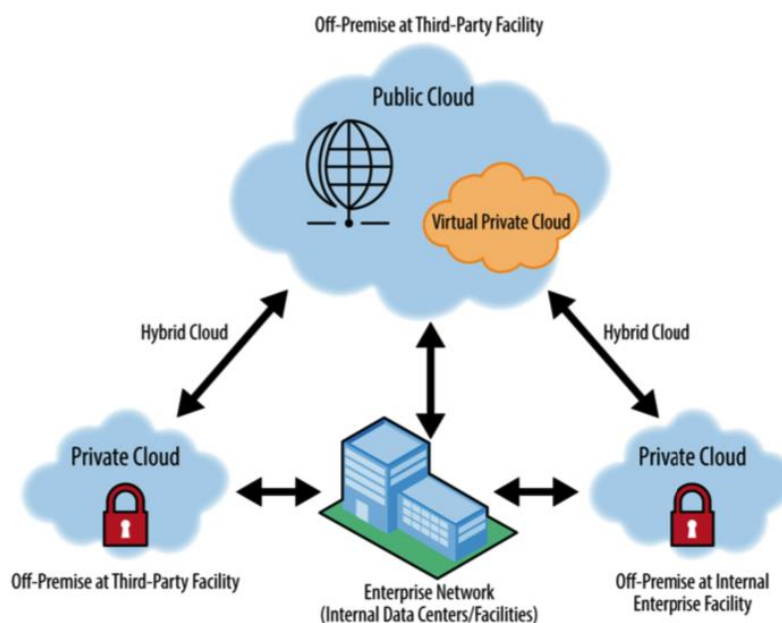 Off-Premise at Third-Party Facility
Public Cloud
Virtual Private Cloud
Hybrid Cloud
Hybrid Cloud
Private Cloud
Private Cloud
Off-Premise at Third-Party Facility
Enterprise Network
(Internal Data Centers/Facilities)
Off-Premise at Internal
Enterprise Facility